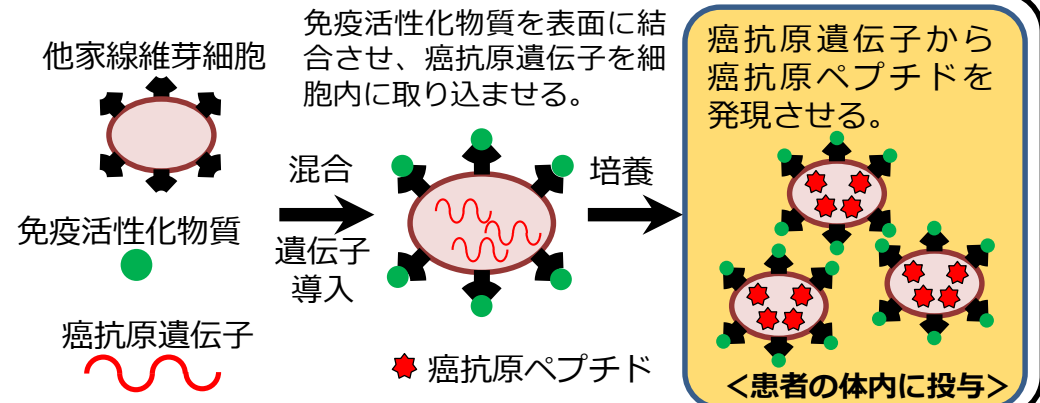 他家線維芽細胞
免疫活性化物質
癌抗原遺伝子
免疫活性化物質を表面に結
合させ、癌抗原遺伝子を細
胞内に取り込ませる。
混合
遺伝子
導入
培養
癌抗原ペプチド
癌抗原遺伝子から
癌抗原ペプチドを
発現させる。
<患者の体内に投与>